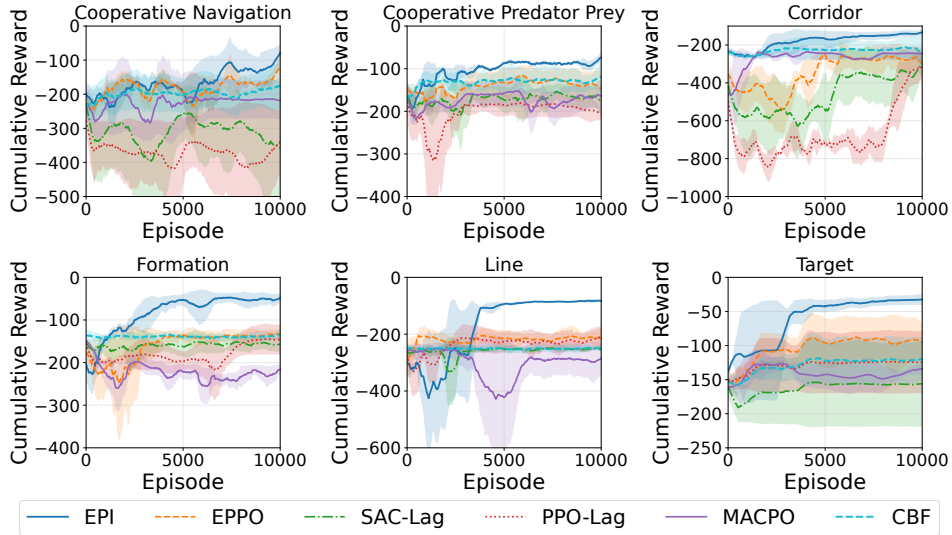 Cooperative Navigation
Cumulative Reward
0
−100
−200
−300
−400
−500
0 5000 10000
Episode
Cooperative Predator Prey
Cumulative Reward
0
−100
−200
−300
−400
0 5000 10000
Episode
Corridor
Cumulative Reward
−200
−400
−600
−800
−1000
0 5000 10000
Episode
Formation
Cumulative Reward
0
−100
−200
−300
−400
0 5000 10000
Episode
Line
Cumulative Reward
0
−200
−400
−600
0 5000 10000
Episode
Target
Cumulative Reward
0
−50
−100
−150
−200
−250
0 5000 10000
Episode
EPI EPPO SAC-Lag PPO-Lag MACPO CBF